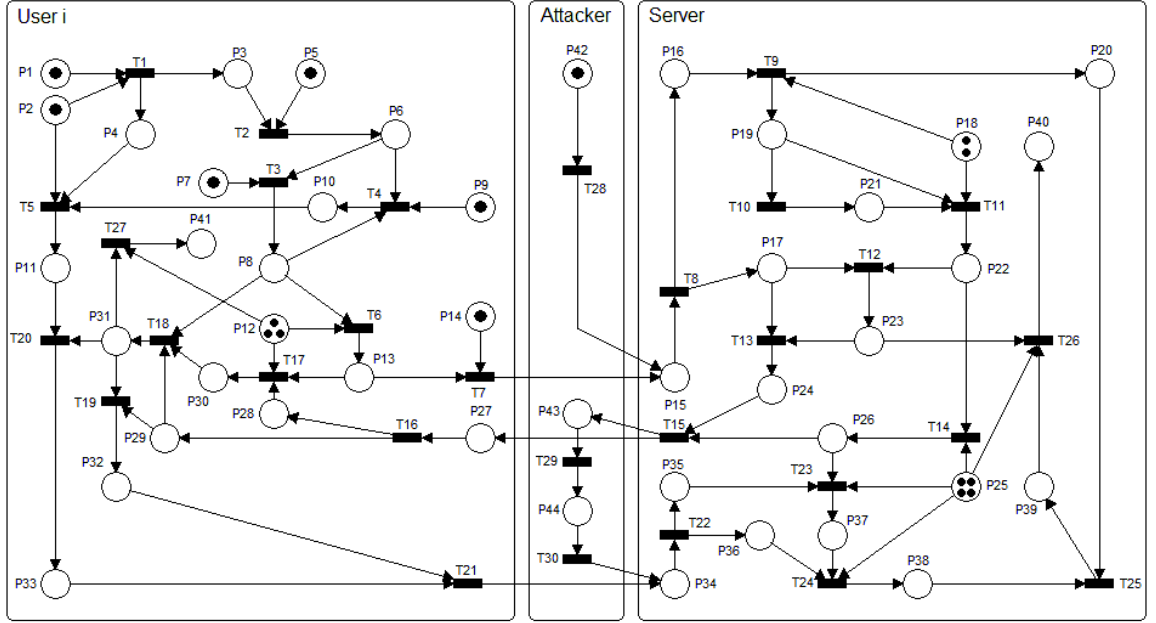 User i
Attacker
Server
P1
P2
T1
P3
P5
P4
T2
P6
P7
T3
P10
T4
P9
T5
T27
P41
P11
P8
P31
T18
P12
T6
P14
T20
T17
P13
T7
T19
P30
P28
P27
P29
T16
P32
P33
T21
P42
T28
P43
T29
P44
T30
P16
T9
P20
P19
P18
P40
T10
P21
T11
P17
T12
P22
T8
P23
T13
T26
P15
P24
T15
P26
T14
P35
T23
P25
P39
T22
P36
P37
P34
T24
P38
T25